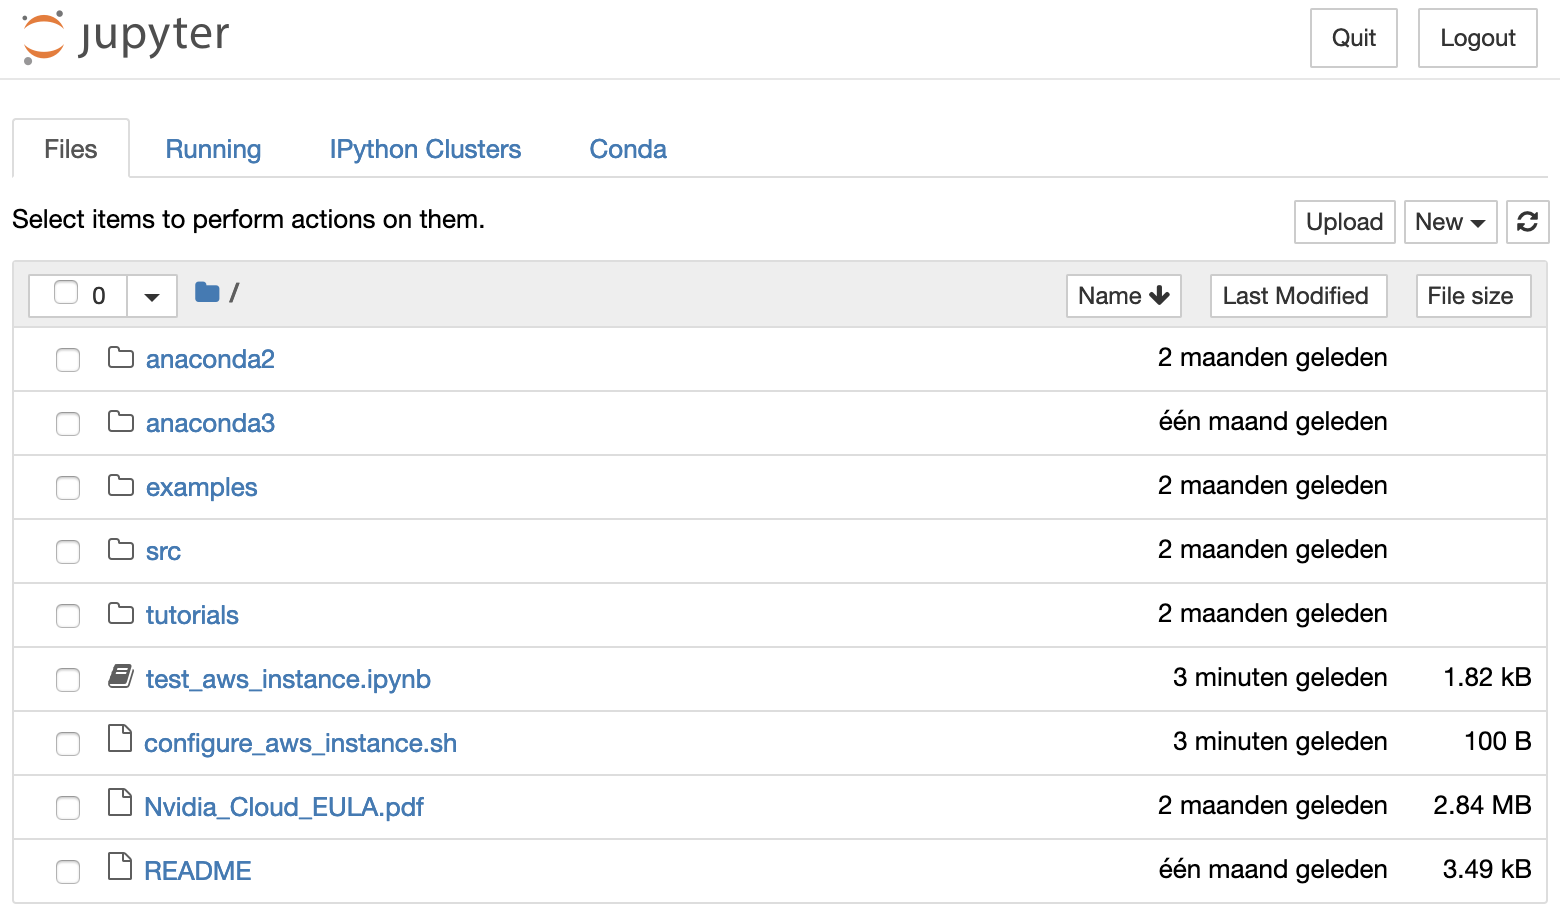 jupyter Quit Logout
Files Running IPython Clusters Conda
Select items to perform actions on them. Upload New
0 / Name Last Modified File size
anaconda2 2 maanden geleden
anaconda3 één maand geleden
examples 2 maanden geleden
src 2 maanden geleden
tutorials 2 maanden geleden
test_aws_instance.ipynb 3 minuten geleden 1.82 kB
configure_aws_instance.sh 3 minuten geleden 100 B
Nvidia_Cloud_EULA.pdf 2 maanden geleden 2.84 MB
README één maand geleden 3.49 kB